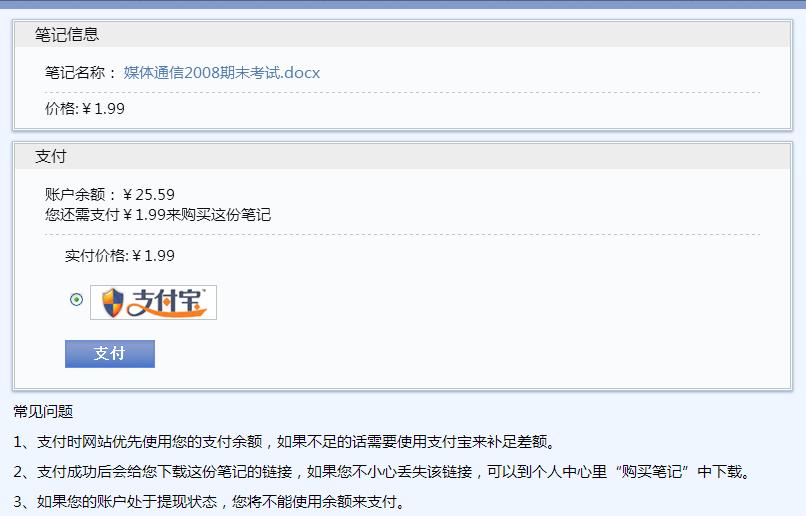 笔记信息
笔记名称：媒体通信2008期末考试.docx
价格:￥1.99
支付
账户余额：￥25.59
您还需支付￥1.99来购买这份笔记
实付价格:￥1.99
支付宝
支付
常见问题
1、支付时网站优先使用您的支付余额，如果不足的话需要使用支付宝来补足差额。
2、支付成功后会给您下载这份笔记的链接，如果您不小心丢失该链接，可以到个人中心里“购买笔记”中下载。
3、如果您的账户处于提现状态，您将不能使用余额来支付。